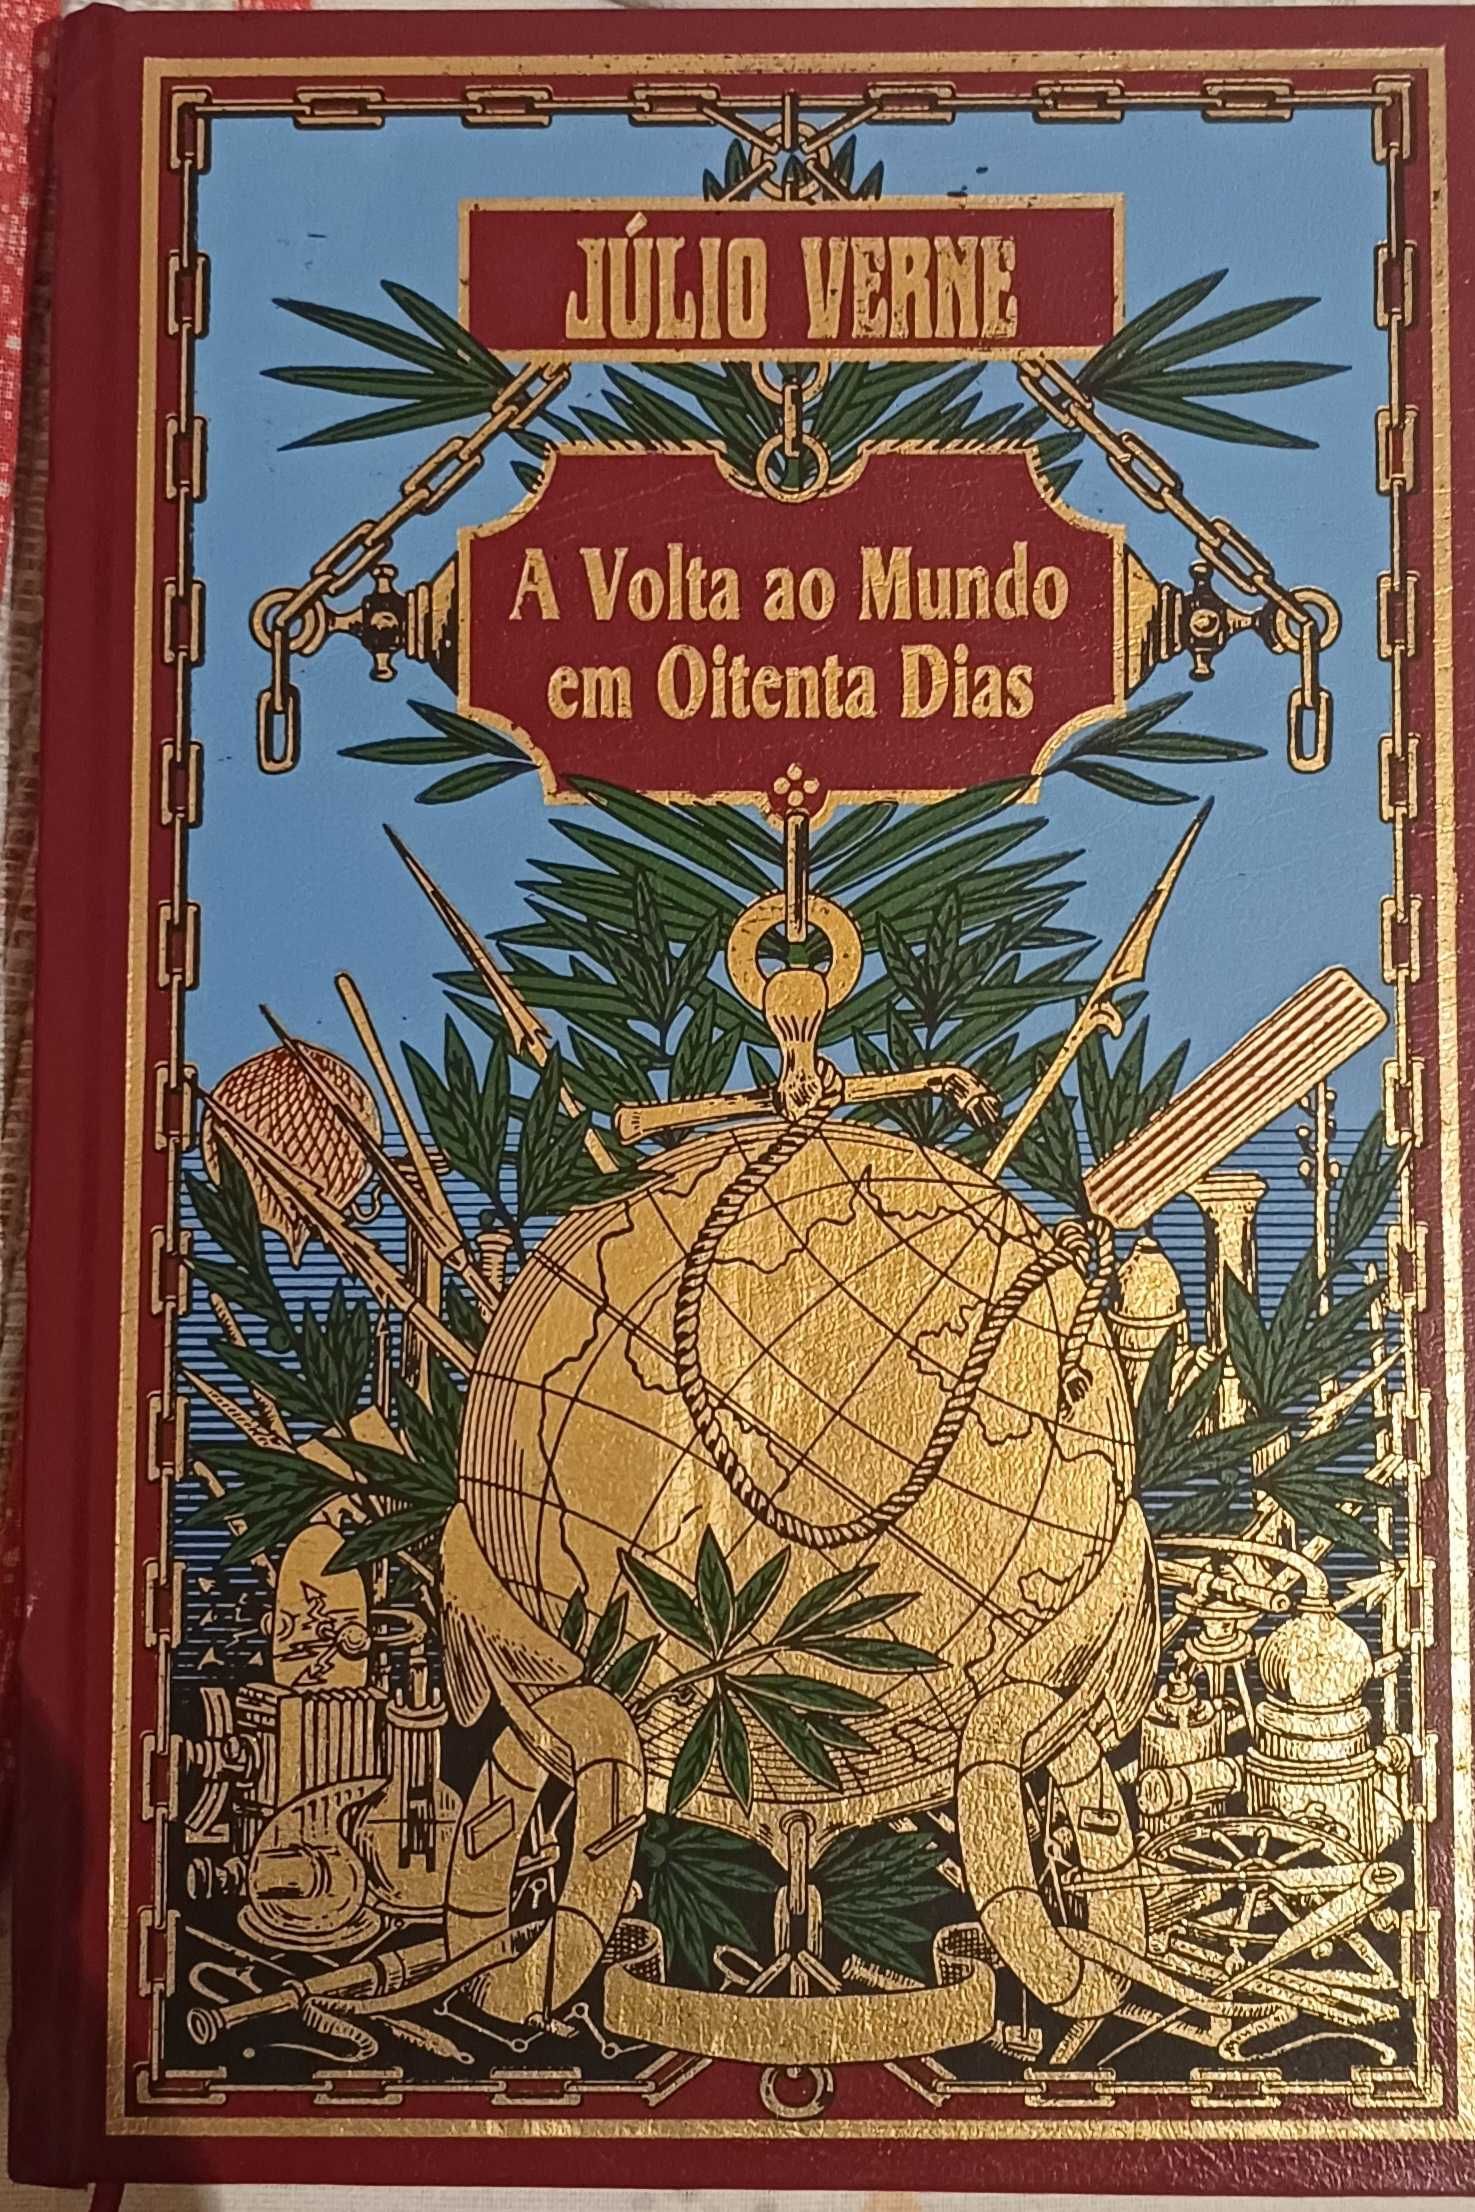 JÚLIO VERNE
A Volta ao Mundo
em Oitenta Dias